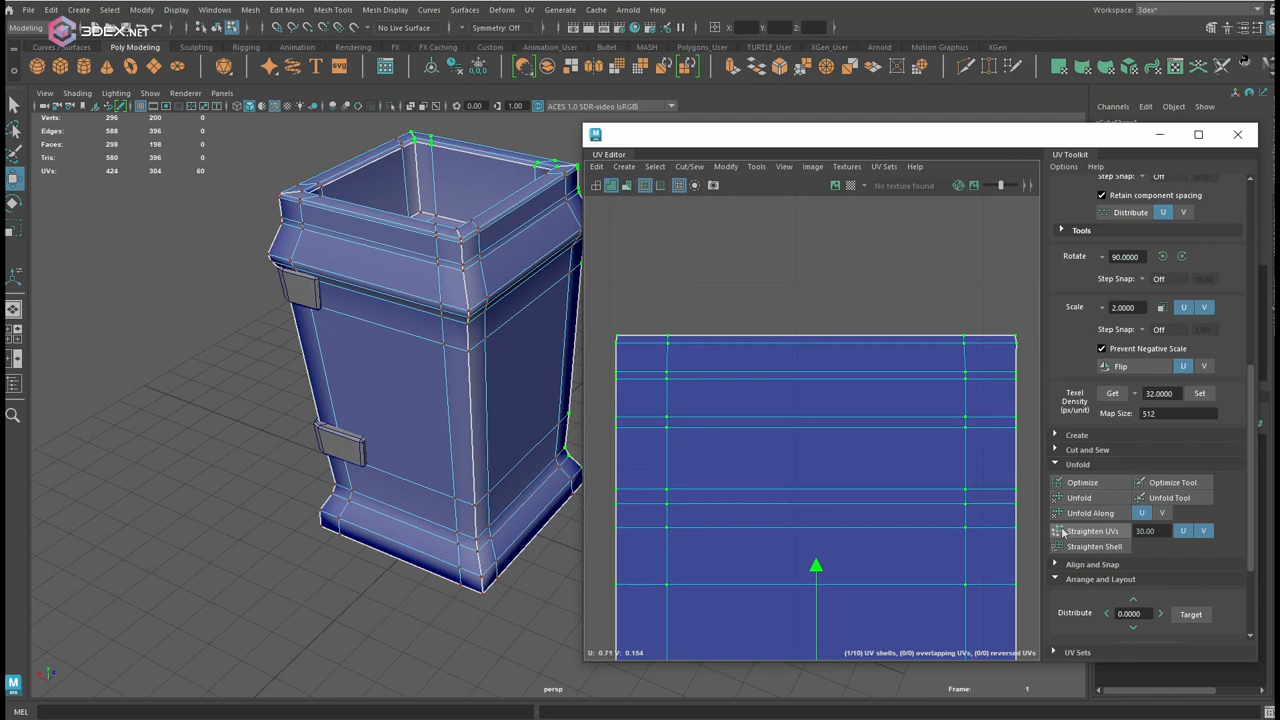 File Edit Create Select Modify Display Windows Mesh Edit Mesh Mesh Tools Mesh Display Curves Surfaces Deform UV Generate Cache Arnold Help
Workspace: 3dex*
Modeling
3DEX.NET
No Live Surface
Symmetry: Off
X: Y: Z:
Curves / Surfaces Poly Modeling Sculpting Rigging Animation Rendering FX FX Caching Custom Animation_User Bullet MASH Polygons_User TURTLE_User XGen_User Arnold Motion Graphics XGen
T SVG
View Shading Lighting Show Renderer Panels
0.00 1.00 ACES 1.0 SDR-video (sRGB)
Channels Edit Object Show
Verts: 296 200 0
Edges: 588 396 0
Faces: 298 198 0
Tris: 580 396 0
UVs: 424 304 60
UV Editor
Edit Create Select Cut/Sew Modify Tools View Image Textures UV Sets Help
No texture found
U: 0.71 V: 0.154
(1/10) UV shells, (0/0) overlapping UVs, (0/0) reversed UVs
UV Toolkit
Options Help
Step Snap: Off
Retain component spacing
Distribute U V
Tools
Rotate 90.0000
Step Snap: Off 15.00
Scale 2.0000 U V
Step Snap: Off 1.00
Prevent Negative Scale
Flip U V
Texel Density (px/unit) Get 32.0000 Set
Map Size: 512
Create
Cut and Sew
Unfold
Optimize Optimize Tool
Unfold Unfold Tool
Unfold Along U V
Straighten UVs 30.00 U V
Straighten Shell
Align and Snap
Arrange and Layout
Distribute 0.0000 Target
UV Sets
persp
Frame: 1
MEL